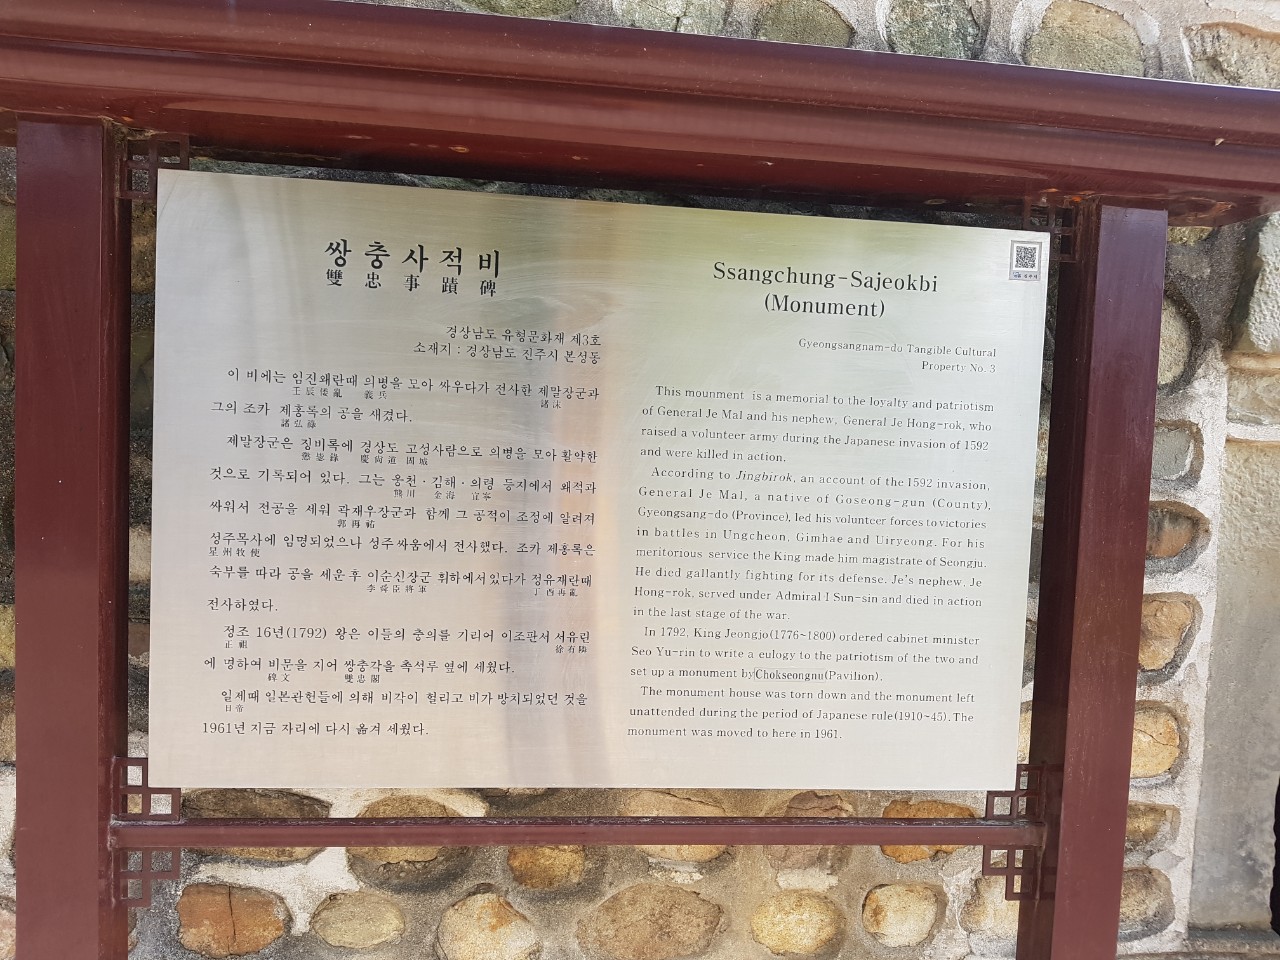 쌍충사적비
雙忠事蹟碑
경상남도 유형문화재 제3호
소재지 : 경상남도 진주시 본성동
이 비에는 임진왜란때 의병을 모아 싸우다가 전사한 제말장군과
壬辰倭亂 義兵 諸沫
그의 조카 제홍록의 공을 새겼다.
諸弘錄
제말장군은 징비록에 경상도 고성사람으로 의병을 모아 활약한
懲毖錄 慶尙道 固城
것으로 기록되어 있다. 그는 웅천·김해·의령 등지에서 왜적과
熊川 金海 宜寧
싸워서 전공을 세워 곽재우장군과 함께 그 공적이 조정에 알려져
郭再祐
성주목사에 임명되었으나 성주싸움에서 전사했다. 조카 제홍록은
星州牧使
숙부를 따라 공을 세운후 이순신장군 휘하에서있다가 정유재란때
李舜臣將軍 丁酉再亂
전사하였다.
정조 16년(1792) 왕은 이들의 충의를 기리어 이조판서 서유린
正祖 徐有隣
에 명하여 비문을 지어 쌍충각을 촉석루 옆에 세웠다.
碑文 雙忠閣
일제때 일본관헌들에 의해 비각이 헐리고 비가 방치되었던 것을
日帝
1961년 지금 자리에 다시 옮겨 세웠다.
Ssangchung-Sajeokbi
(Monument)
Gyeongsangnam-do Tangible Cultural
Property No. 3
This mounment is a memorial to the loyalty and patriotism
of General Je Mal and his nephew, General Je Hong-rok, who
raised a volunteer army during the Japanese invasion of 1592
and were killed in action.
According to Jingbirok, an account of the 1592 invasion,
General Je Mal, a native of Goseong-gun (County),
Gyeongsang-do (Province), led his volunteer forces to victories
in battles in Ungcheon, Gimhae and Uiryeong. For his
meritorious service the King made him magistrate of Seongju.
He died gallantly fighting for its defense. Je's nephew, Je
Hong-rok, served under Admiral I Sun-sin and died in action
in the last stage of the war.
In 1792, King Jeongjo(1776~1800) ordered cabinet minister
Seo Yu-rin to write a eulogy to the patriotism of the two and
set up a monument by Chokseongnu(Pavilion).
The monument house was torn down and the monument left
unattended during the period of Japanese rule(1910~45). The
monument was moved to here in 1961.